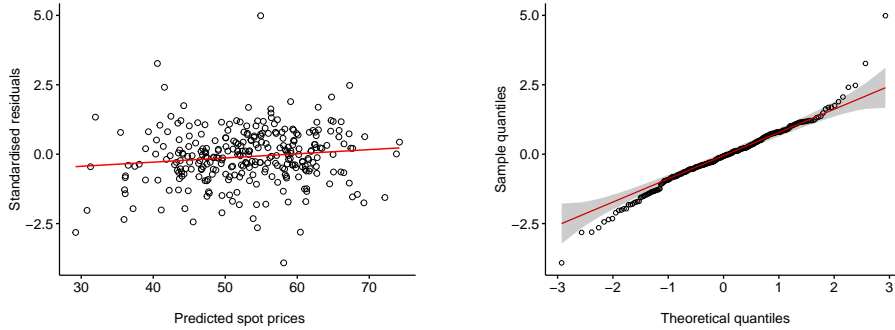 Standardised residuals
5.0
2.5
0.0
−2.5
30 40 50 60 70
Predicted spot prices
Sample quantiles
5.0
2.5
0.0
−2.5
−3 −2 −1 0 1 2 3
Theoretical quantiles